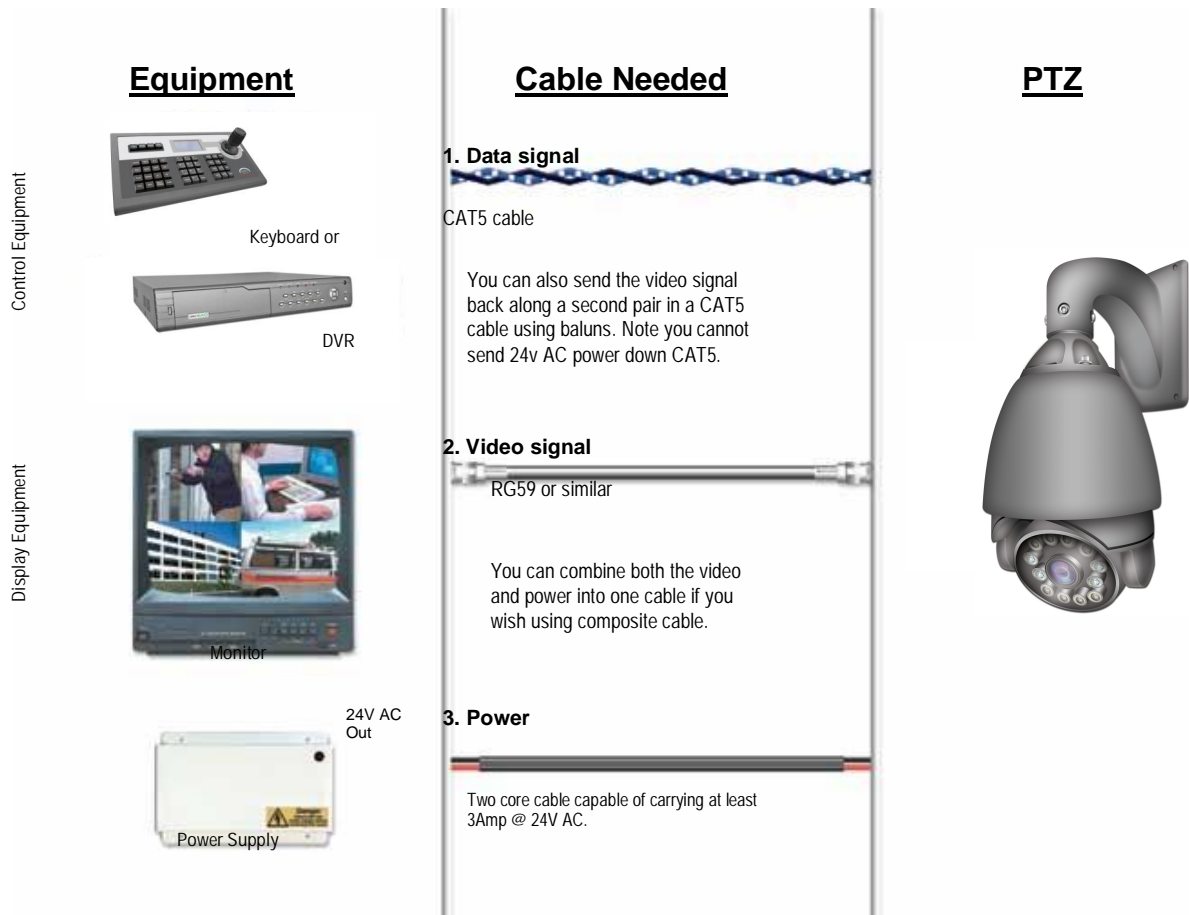 Equipment
Cable Needed
PTZ
Control Equipment
Keyboard or
DVR
1. Data signal
CAT5 cable
You can also send the video signal
back along a second pair in a CAT5
cable using baluns. Note you cannot
send 24v AC power down CAT5.
Display Equipment
Monitor
2. Video signal
RG59 or similar
You can combine both the video
and power into one cable if you
wish using composite cable.
24V AC
Out
Danger
Power Supply
3. Power
Two core cable capable of carrying at least
3Amp @ 24V AC.